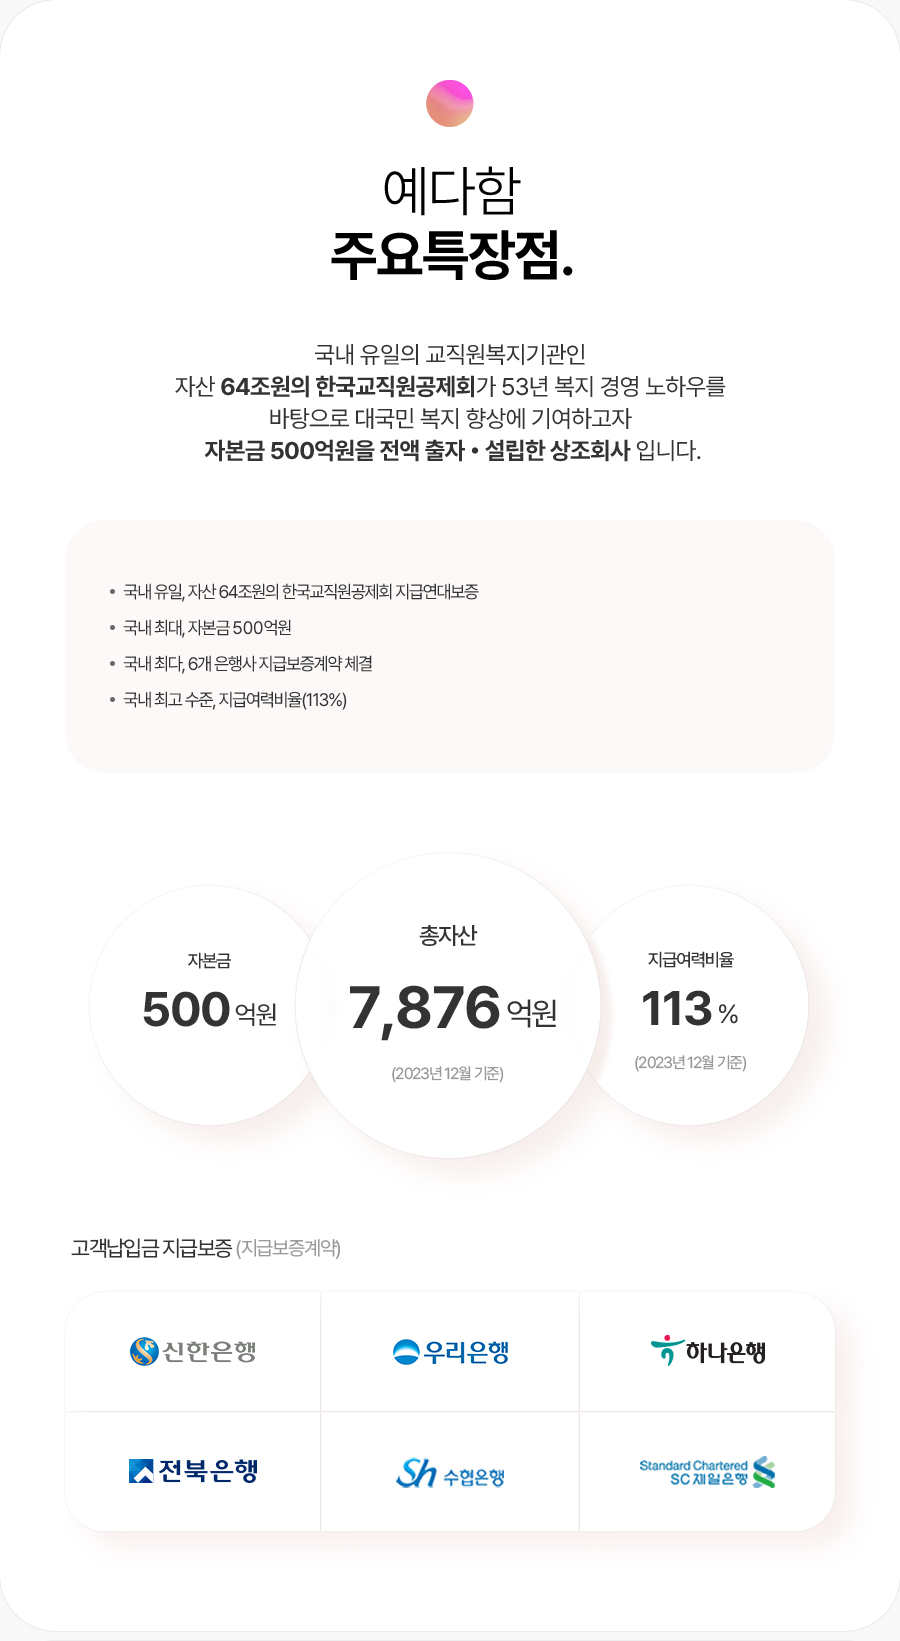 예다함
주요특장점.
국내 유일의 교직원복지기관인
자산 64조원의 한국교직원공제회가 53년 복지 경영 노하우를
바탕으로 대국민 복지 향상에 기여하고자
자본금 500억원을 전액 출자 • 설립한 상조회사 입니다.
• 국내 유일, 자산 64조원의 한국교직원공제회 지급연대보증
• 국내 최대, 자본금 500억원
• 국내 최다, 6개 은행사 지급보증계약 체결
• 국내 최고 수준, 지급여력비율(113%)
자본금
500 억원
총자산
7,876 억원
(2023년 12월 기준)
지급여력비율
113 %
(2023년 12월 기준)
고객납입금 지급보증 (지급보증계약)
신한은행
우리은행
하나은행
전북은행
Sh 수협은행
Standard Chartered
SC제일은행